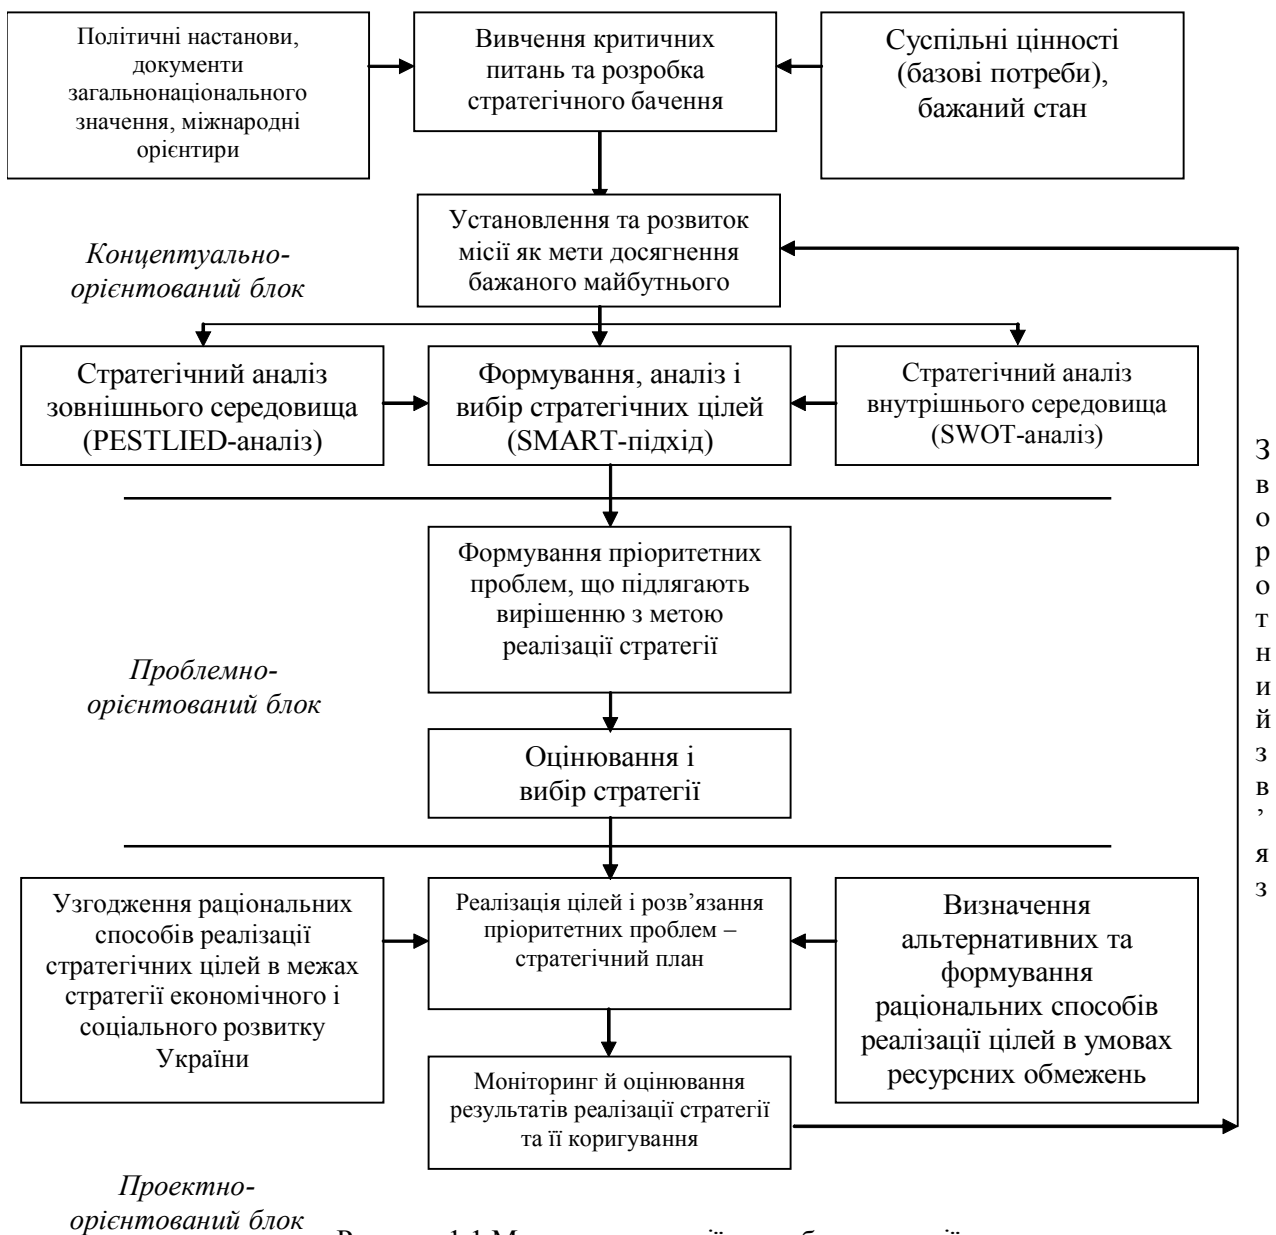 Політичні настанови,
документи
загальнонаціонального
значення, міжнародні
орієнтири
Вивчення критичних
питань та розробка
стратегічного бачення
Суспільні цінності
(базові потреби),
бажаний стан
Установлення та розвиток
місії як мети досягнення
бажаного майбутнього
Концептуально-
орієнтований блок
Стратегічний аналіз
зовнішнього середовища
(PESTLIED-аналіз)
Формування, аналіз і
вибір стратегічних цілей
(SMART-підхід)
Стратегічний аналіз
внутрішнього середовища
(SWOT-аналіз)
Формування пріоритетних
проблем, що підлягають
вирішенню з метою
реалізації стратегії
Проблемно-
орієнтований блок
Оцінювання і
вибір стратегії
Узгодження раціональних
способів реалізації
стратегічних цілей в межах
стратегії економічного і
соціального розвитку
України
Реалізація цілей і розв’язання
пріоритетних проблем –
стратегічний план
Визначення
альтернативних та
формування
раціональних способів
реалізації цілей в умовах
ресурсних обмежень
Моніторинг й оцінювання
результатів реалізації стратегії
та її коригування
Зворотний зв’яз
Проектно-
орієнтований блок
1.1